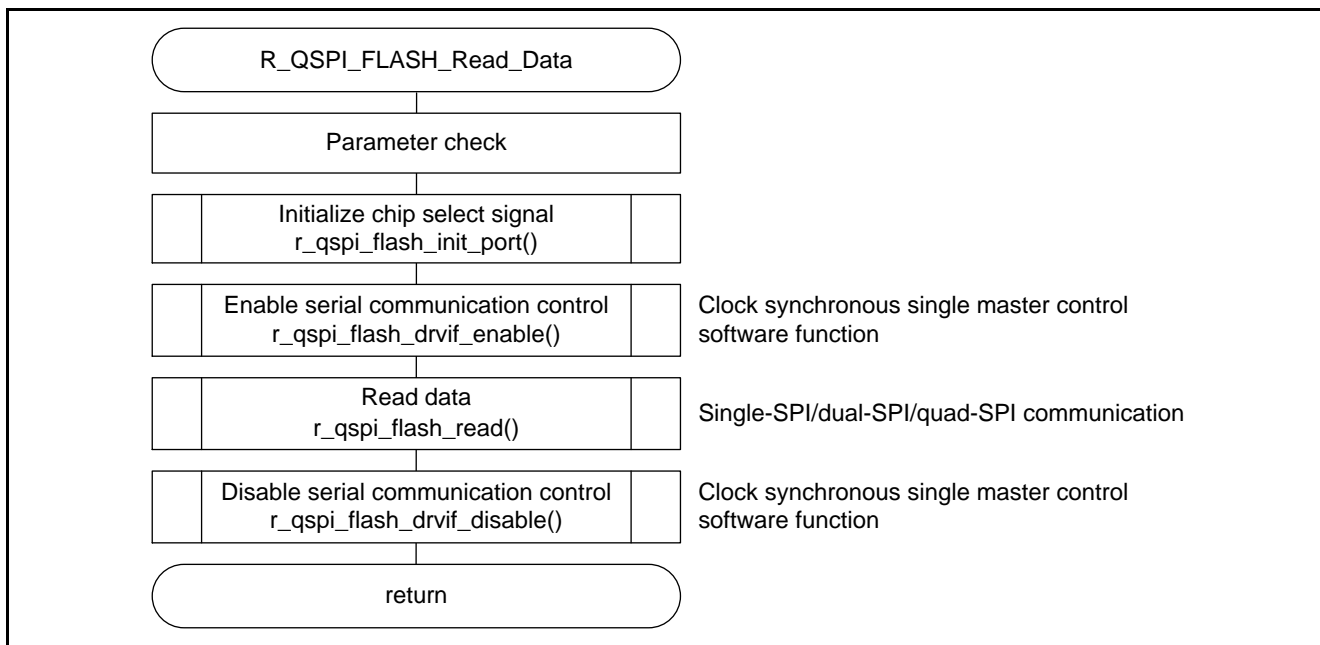 R_QSPI_FLASH_Read_Data
Parameter check
Initialize chip select signal
r_qspi_flash_init_port()
Enable serial communication control
r_qspi_flash_drvif_enable()
Clock synchronous single master control
software function
Read data
r_qspi_flash_read()
Single-SPI/dual-SPI/quad-SPI communication
Disable serial communication control
r_qspi_flash_drvif_disable()
Clock synchronous single master control
software function
return